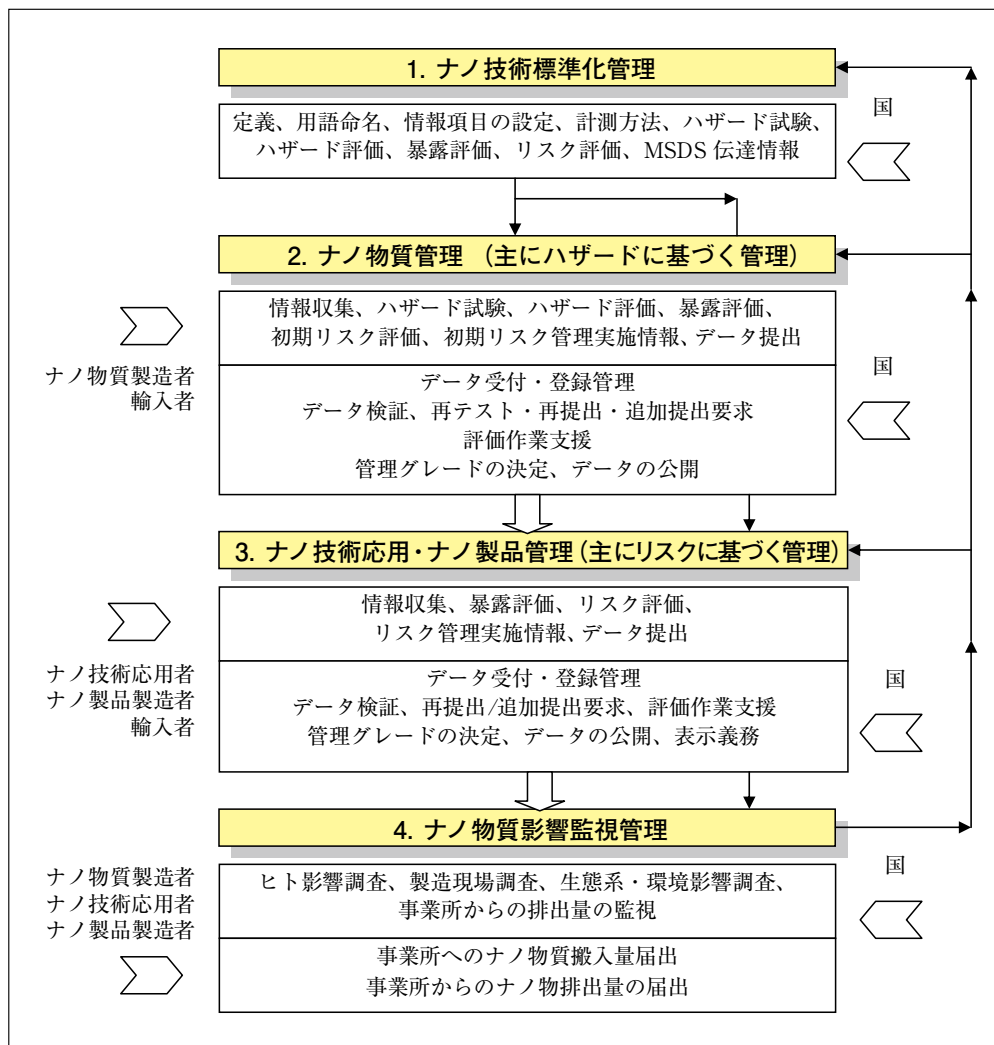 1. ナノ技術標準化管理
国
定義、用語命名、情報項目の設定、計測方法、ハザード試験、
ハザード評価、暴露評価、リスク評価、MSDS 伝達情報
2. ナノ物質管理 （主にハザードに基づく管理）
情報収集、ハザード試験、ハザード評価、暴露評価、
初期リスク評価、初期リスク管理実施情報、データ提出
ナノ物質製造者
輸入者
国
データ受付・登録管理
データ検証、再テスト・再提出・追加提出要求
評価作業支援
管理グレードの決定、データの公開
3. ナノ技術応用・ナノ製品管理（主にリスクに基づく管理）
情報収集、暴露評価、リスク評価、
リスク管理実施情報、データ提出
ナノ技術応用者
ナノ製品製造者
輸入者
国
データ受付・登録管理
データ検証、再提出/追加提出要求、評価作業支援
管理グレードの決定、データの公開、表示義務
4. ナノ物質影響監視管理
国
ナノ物質製造者
ナノ技術応用者
ナノ製品製造者
ヒト影響調査、製造現場調査、生態系・環境影響調査、
事業所からの排出量の監視
事業所へのナノ物質搬入量届出
事業所からのナノ物排出量の届出